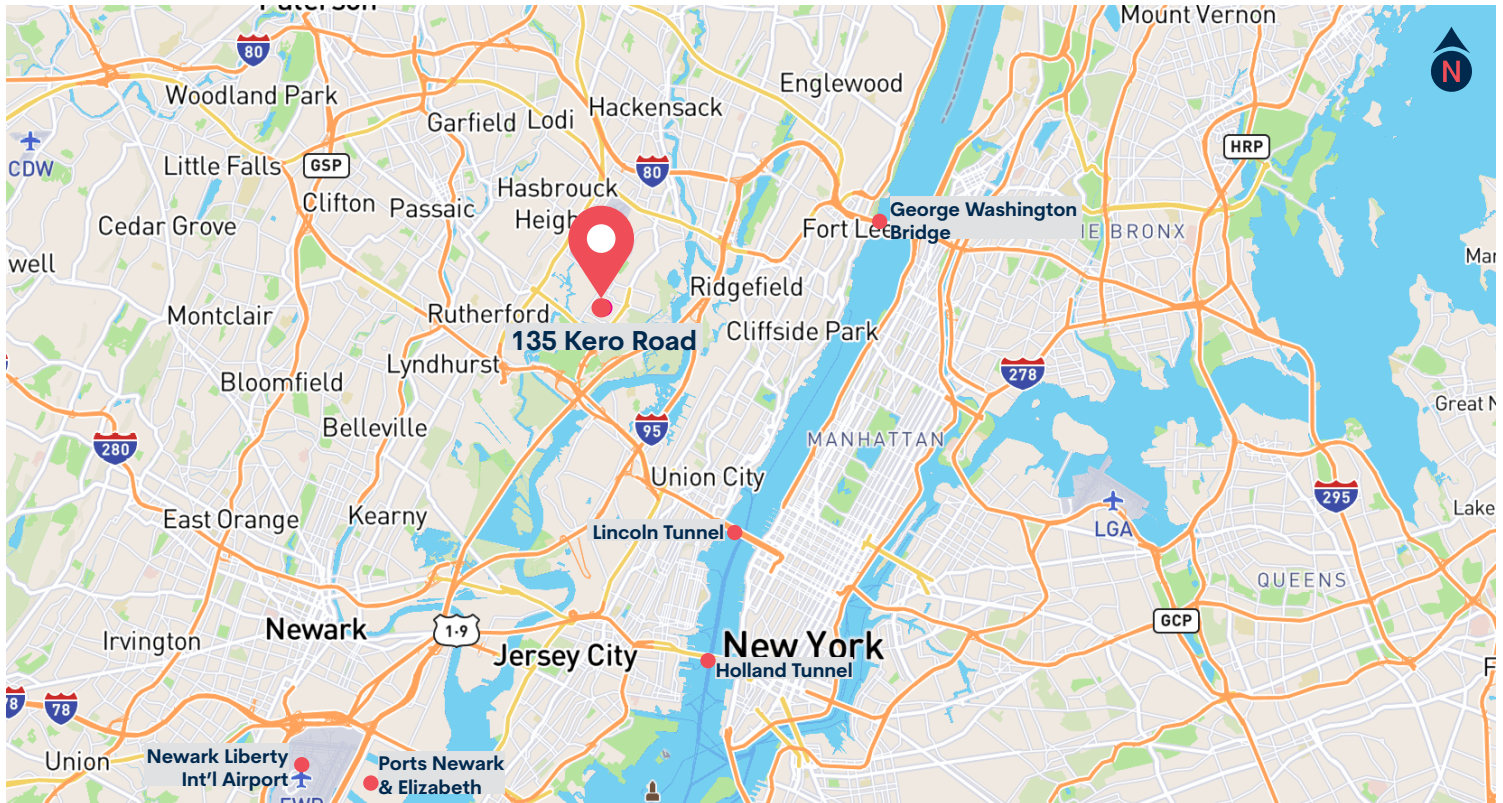 Paterson
Mount Vernon
80
N
Woodland Park
Englewood
Hackensack
Garfield
Lodi
CDW
Little Falls
GSP
80
HRP
Hasbrouck
Heigh
Clifton
Passaic
Cedar Grove
George Washington
Bridge
Fort Lee
E BRONX
well
Mar
Ridgefield
Rutherford
Montclair
135 Kero Road
Cliffside Park
Lyndhurst
278
Bloomfield
Great N
Belleville
95
MANHATTAN
280
Union City
295
East Orange
Kearny
Lake
Lincoln Tunnel
LGA
QUEENS
GCP
Newark
1-9
Irvington
Jersey City
New York
Holland Tunnel
F
78
78
Union
Newark Liberty
Int'l Airport
Ports Newark
& Elizabeth
EWR